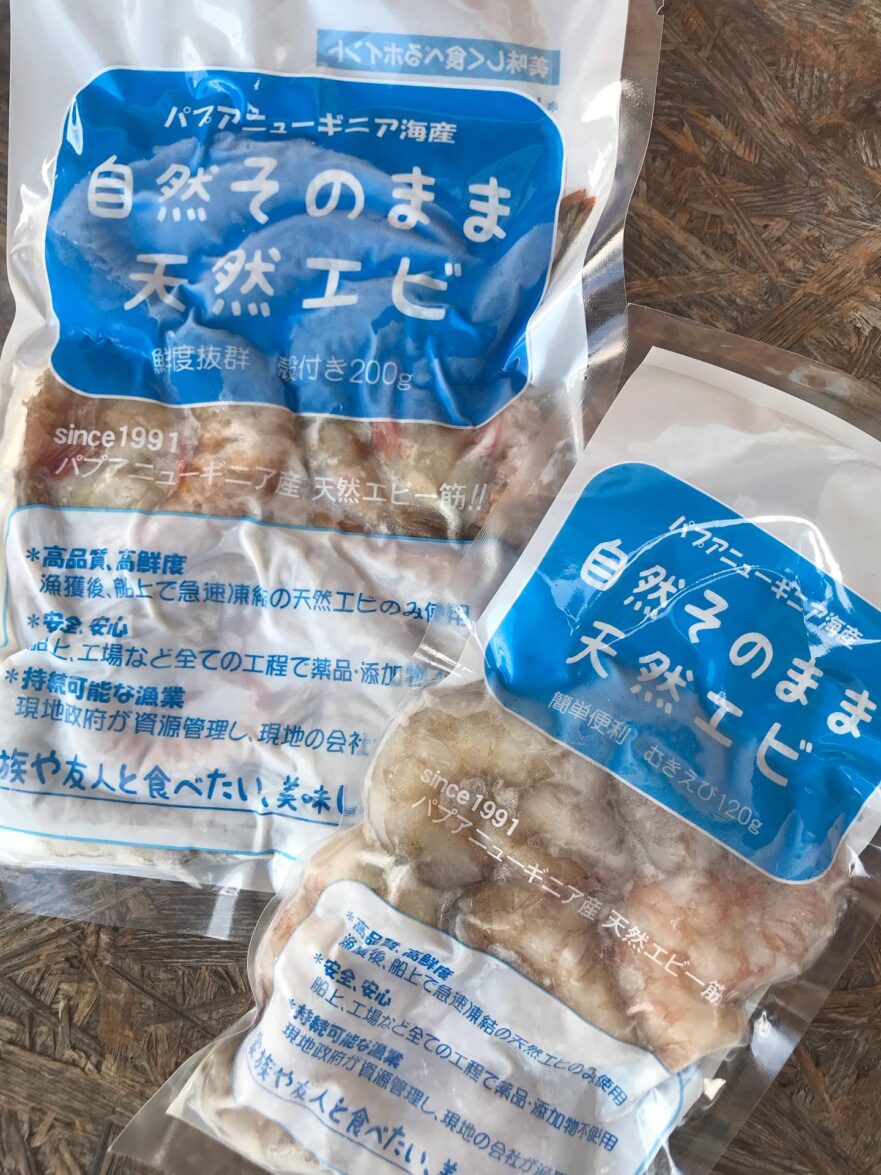 美味しく食べるポイント
パプアニューギニア海産
自然そのまま
天然エビ
鮮度抜群 殻付き200g
since1991
パプアニューギニア産 天然エビ一筋!!
*高品質、高鮮度
漁獲後、船上で急速凍結の天然エビのみ使用
*安全、安心
船上、工場など全ての工程で薬品・添加物不
*持続可能な漁業
現地政府が資源管理し、現地の会社
族や友人と食べたい、美味し
パプアニューギニア海産
自然そのまま
天然エビ
簡単便利 むきえび120g
since1991
パプアニューギニア産 天然エビ一筋
*高品質、高鮮度
漁獲後、船上で急速凍結の天然エビのみ使用
*安全、安心
船上、工場など全ての工程で薬品・添加物不使用
*持続可能な漁業
現地政府が資源管理し、現地の会社が漁
家族や友人と食べたい、美